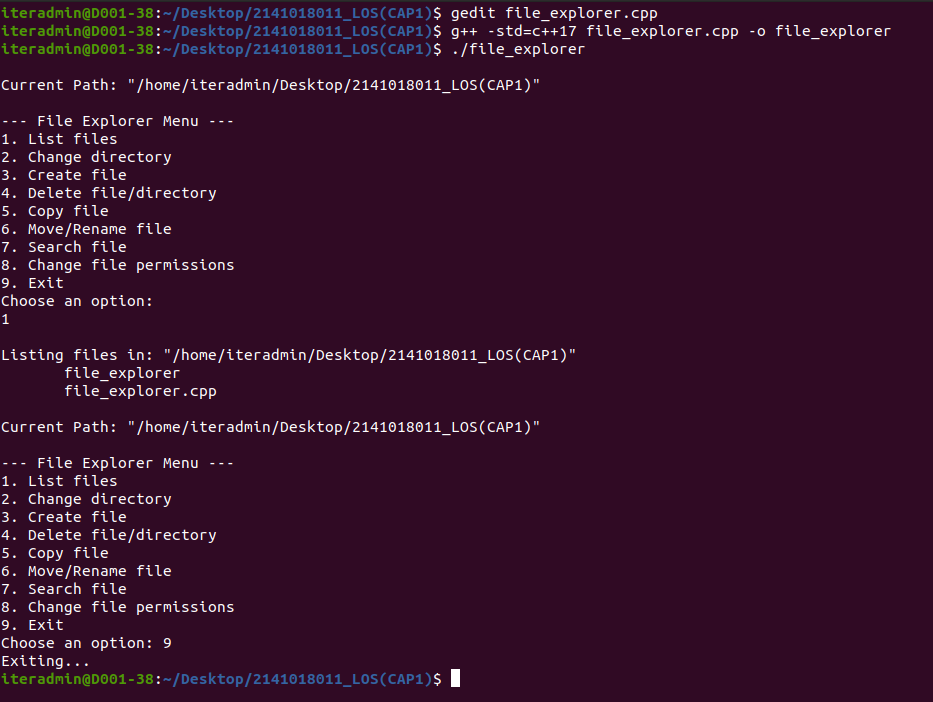 iteradmin@D001-38:~/Desktop/2141018011_LOS(CAP1)$ gedit file_explorer.cpp
iteradmin@D001-38:~/Desktop/2141018011_LOS(CAP1)$ g++ -std=c++17 file_explorer.cpp -o file_explorer
iteradmin@D001-38:~/Desktop/2141018011_LOS(CAP1)$ ./file_explorer

Current Path: "/home/iteradmin/Desktop/2141018011_LOS(CAP1)"

--- File Explorer Menu ---
1. List files
2. Change directory
3. Create file
4. Delete file/directory
5. Copy file
6. Move/Rename file
7. Search file
8. Change file permissions
9. Exit
Choose an option:
1

Listing files in: "/home/iteradmin/Desktop/2141018011_LOS(CAP1)"
       file_explorer
       file_explorer.cpp

Current Path: "/home/iteradmin/Desktop/2141018011_LOS(CAP1)"

--- File Explorer Menu ---
1. List files
2. Change directory
3. Create file
4. Delete file/directory
5. Copy file
6. Move/Rename file
7. Search file
8. Change file permissions
9. Exit
Choose an option: 9
Exiting...
iteradmin@D001-38:~/Desktop/2141018011_LOS(CAP1)$